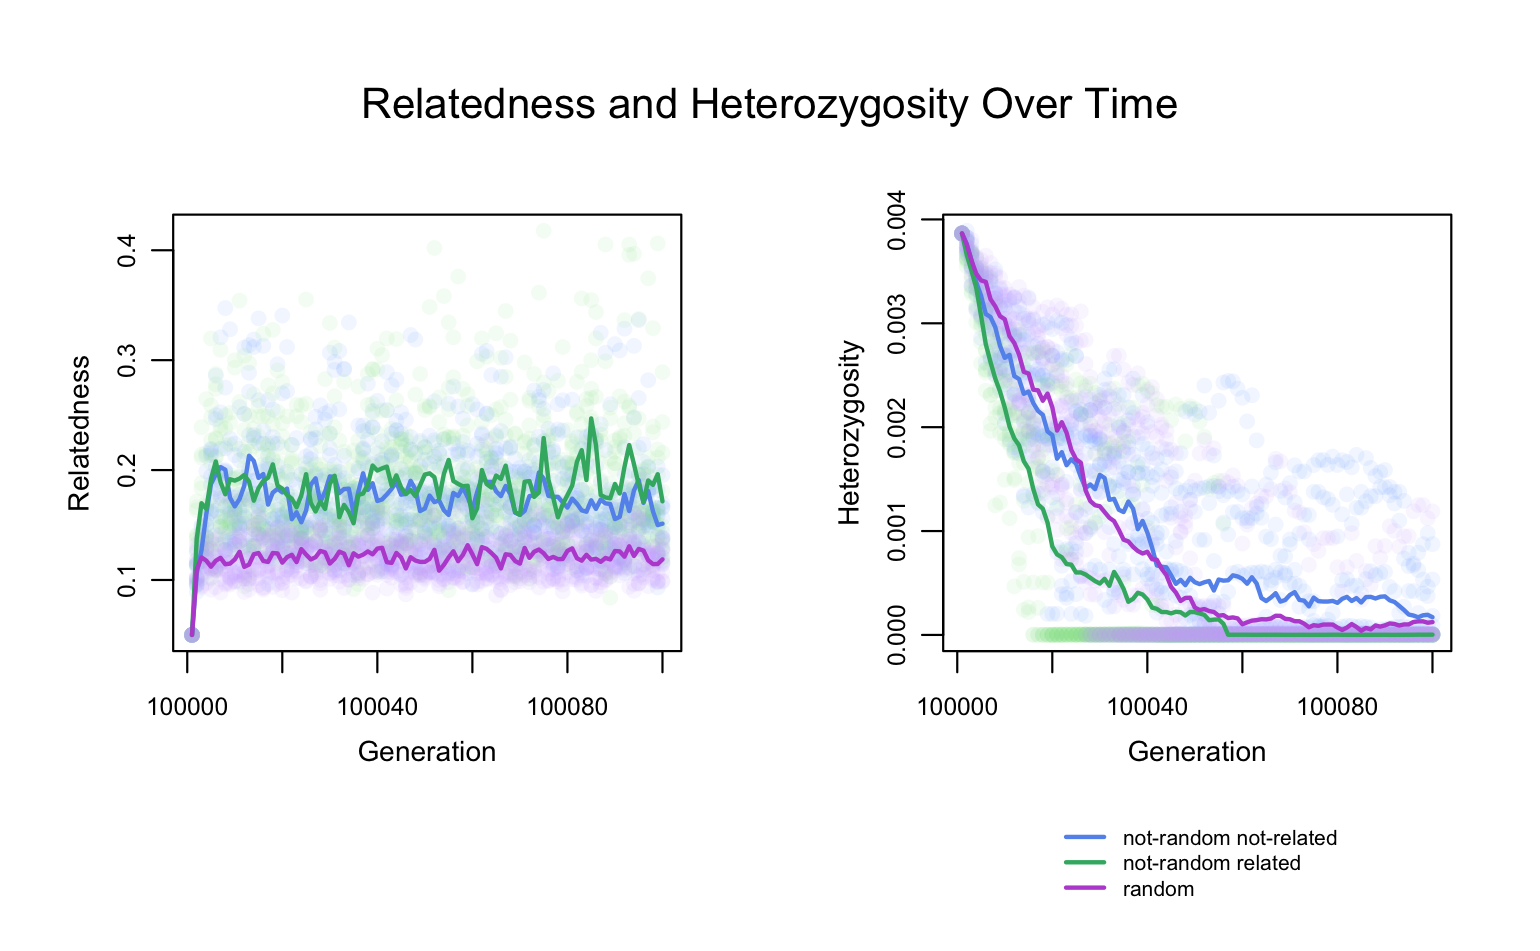 Relatedness and Heterozygosity Over Time
Relatedness
0.4
0.3
0.2
0.1
100000
100040
100080
Generation
Heterozygosity
0.004
0.003
0.002
0.0001
0.000
100000
100040
100080
Generation
not-random not-related
not-random related
random